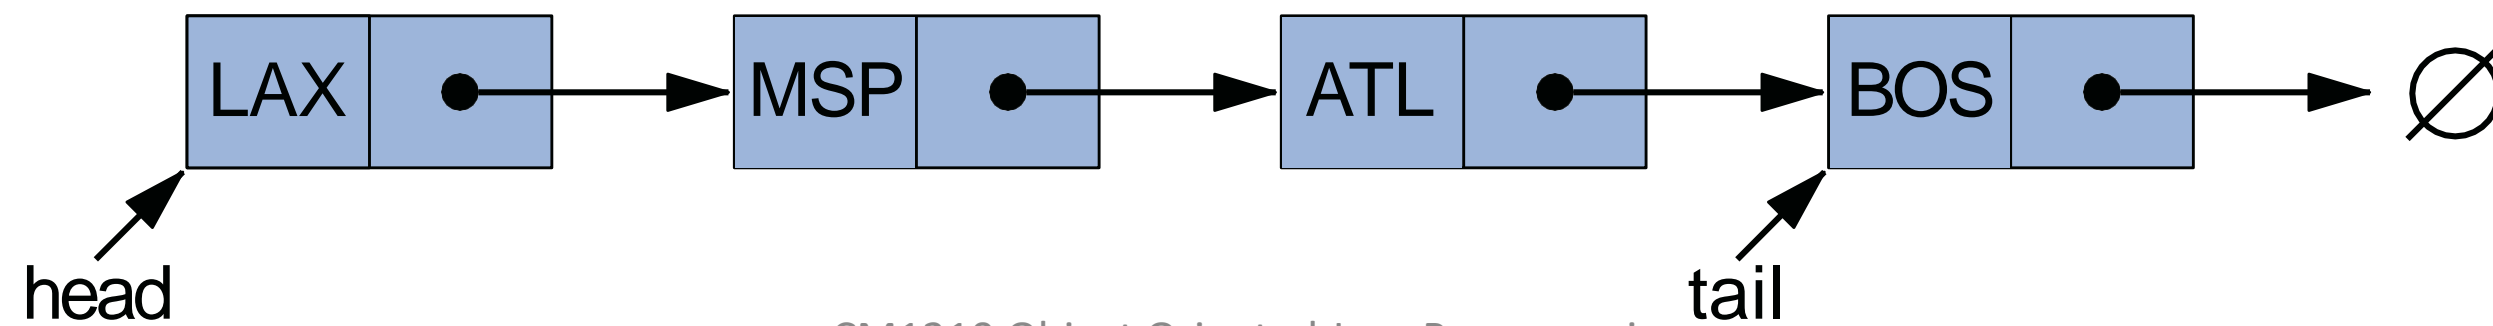 LAX MSP ATL BOS ∅
head tail